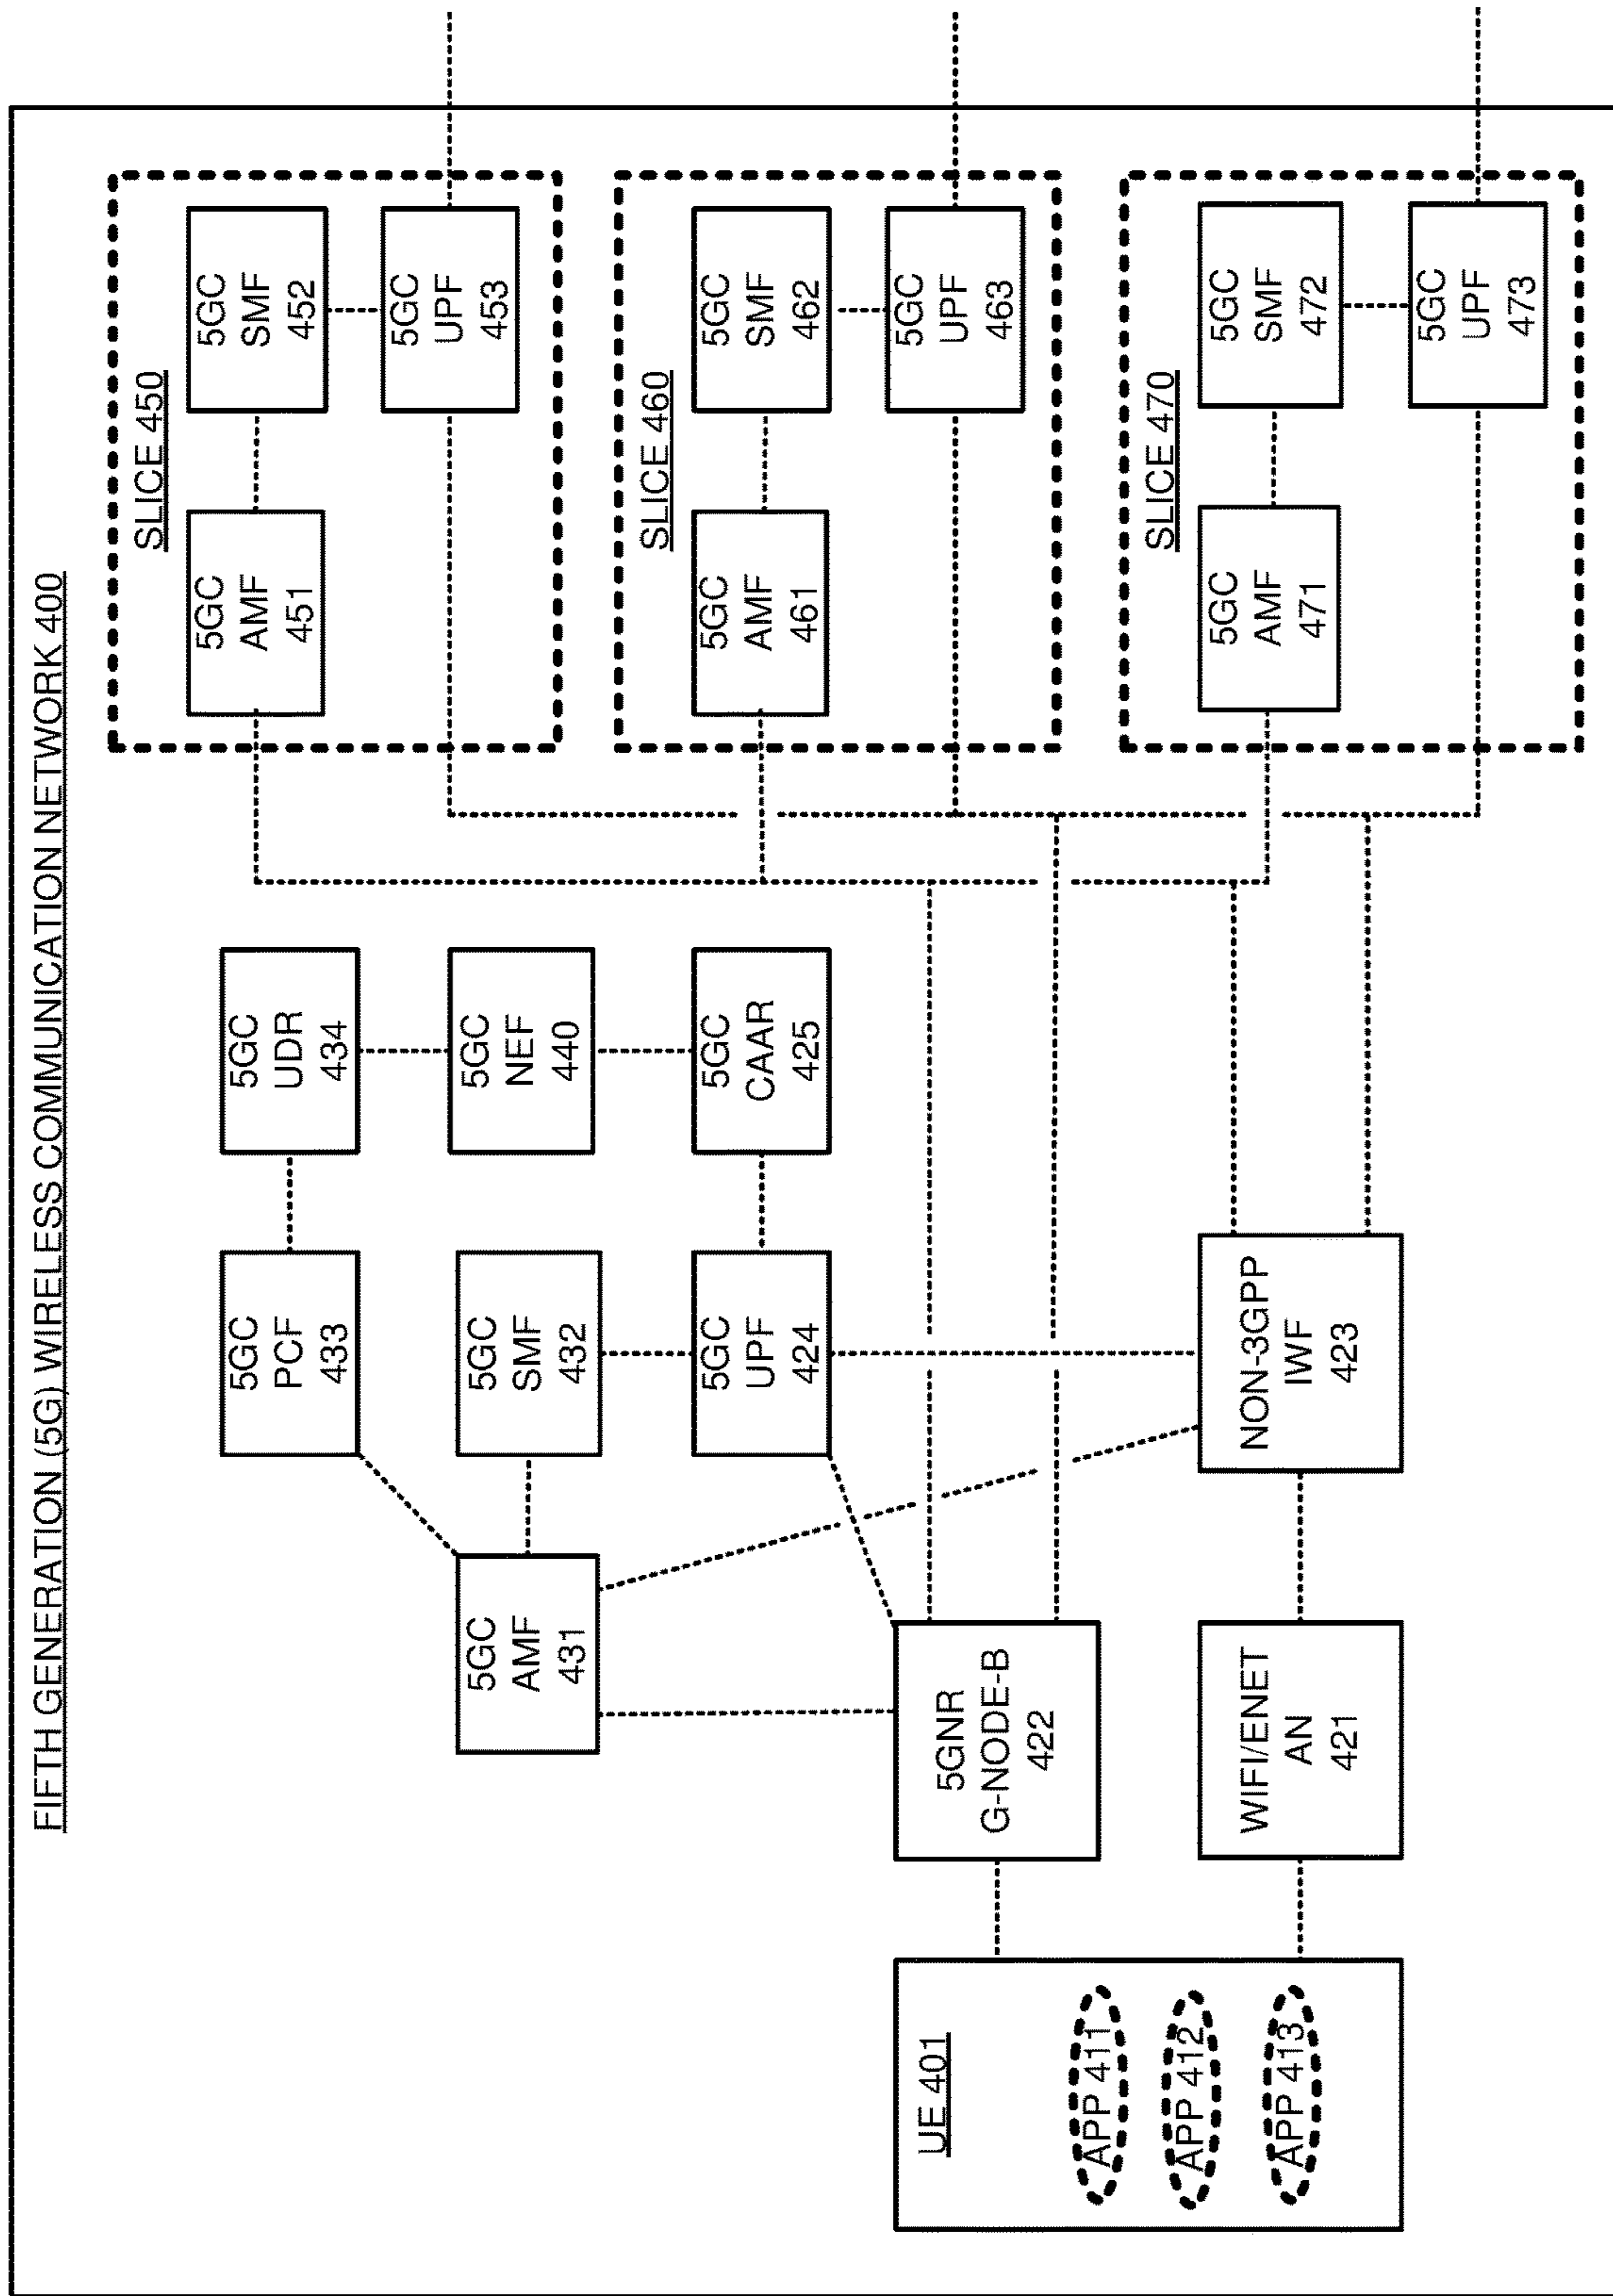 FIFTH GENERATION (5G) WIRELESS COMMUNICATION NETWORK 400
UE 401
APP 411
APP 412
APP 413
5GNR
G-NODE-B
422
WIFI/ENET
AN
421
5GC
AMF
431
5GC
PCF
433
5GC
SMF
432
5GC
UPF
424
NON-3GPP
IWF
423
5GC
UDR
434
5GC
NEF
440
5GC
CAAR
425
SLICE 450
5GC
AMF
451
5GC
SMF
452
5GC
UPF
453
SLICE 460
5GC
AMF
461
5GC
SMF
462
5GC
UPF
463
SLICE 470
5GC
AMF
471
5GC
SMF
472
5GC
UPF
473